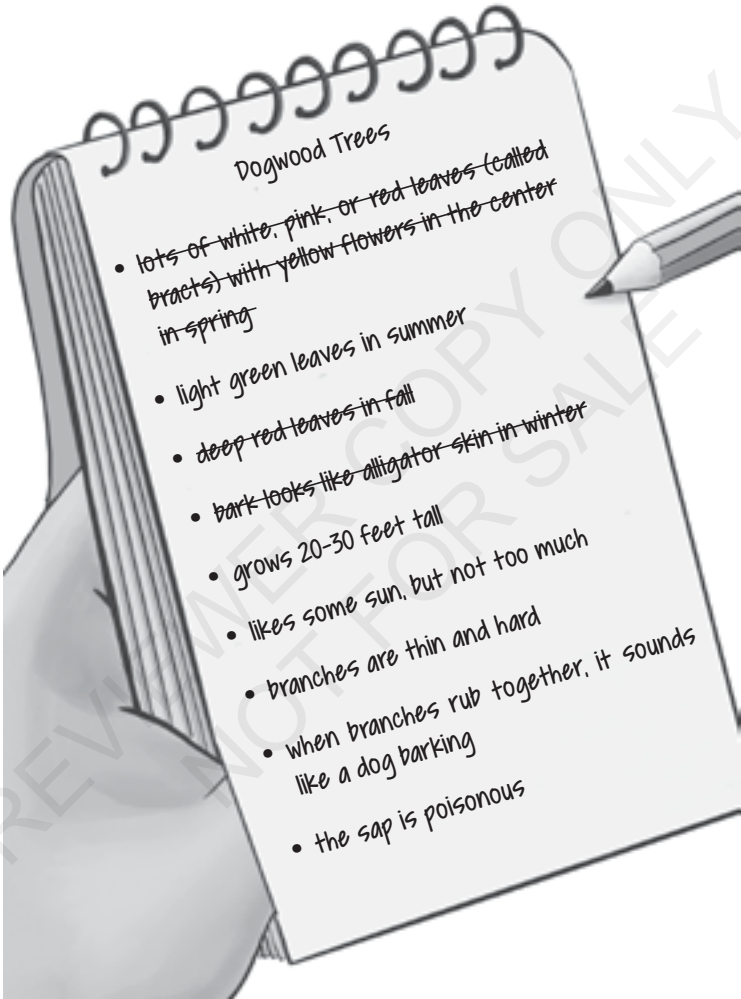 Dogwood Trees
• lots of white, pink, or red leaves (called
bracts) with yellow flowers in the center
in spring
• light green leaves in summer
• deep red leaves in fall
• bark looks like alligator skin in winter
• grows 20-30 feet tall
• likes some sun, but not too much
• branches are thin and hard
• when branches rub together, it sounds
like a dog barking
• the sap is poisonous
REVIEWER COPY ONLY
NOT FOR SALE